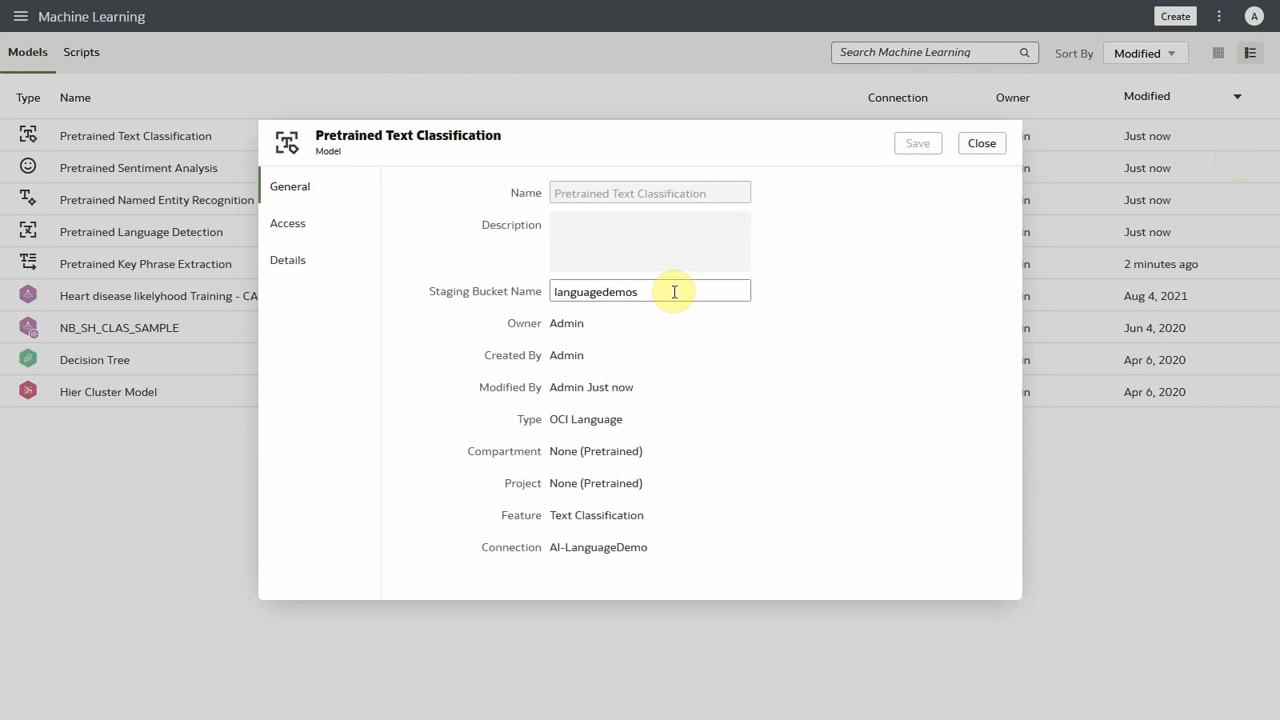 Machine Learning
Create
A
Models
Scripts
Search Machine Learning
Sort By
Modified
Type
Name
Connection
Owner
Modified
Pretrained Text Classification
Just now
Pretrained Sentiment Analysis
Just now
Pretrained Named Entity Recognition
Just now
Pretrained Language Detection
Just now
Pretrained Key Phrase Extraction
2 minutes ago
Heart disease likelyhood Training - CA
Aug 4, 2021
NB_SH_CLAS_SAMPLE
Jun 4, 2020
Decision Tree
Apr 6, 2020
Hier Cluster Model
Apr 6, 2020
Pretrained Text Classification
Model
Save
Close
General
Access
Details
Name Pretrained Text Classification
Description
Staging Bucket Name languagedemos
Owner Admin
Created By Admin
Modified By Admin Just now
Type OCI Language
Compartment None (Pretrained)
Project None (Pretrained)
Feature Text Classification
Connection AI-LanguageDemo